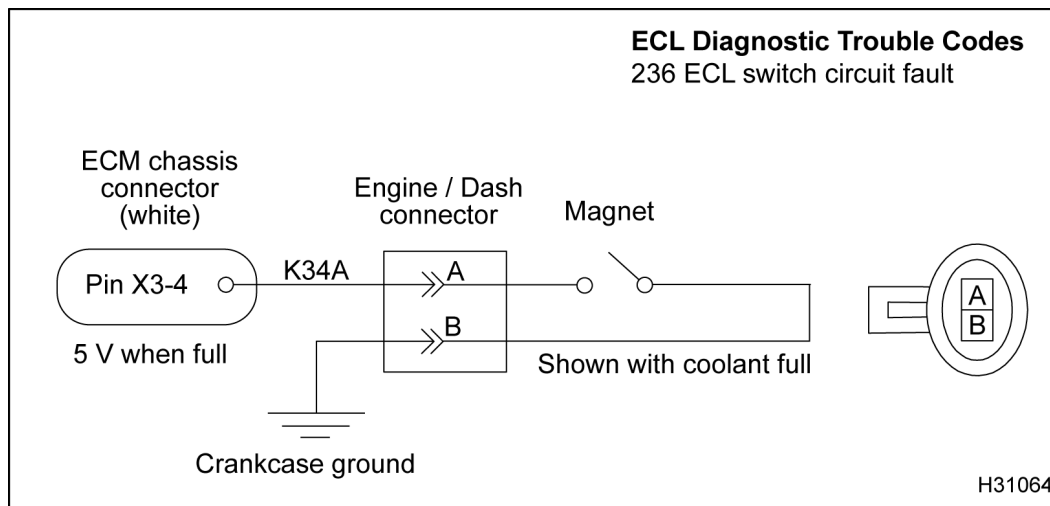 ECL Diagnostic Trouble Codes
236 ECL switch circuit fault
ECM chassis
connector
(white)
Pin X3-4
5 V when full
K34A
Engine / Dash
connector
A
B
Magnet
Shown with coolant full
Crankcase ground
A
B
H31064